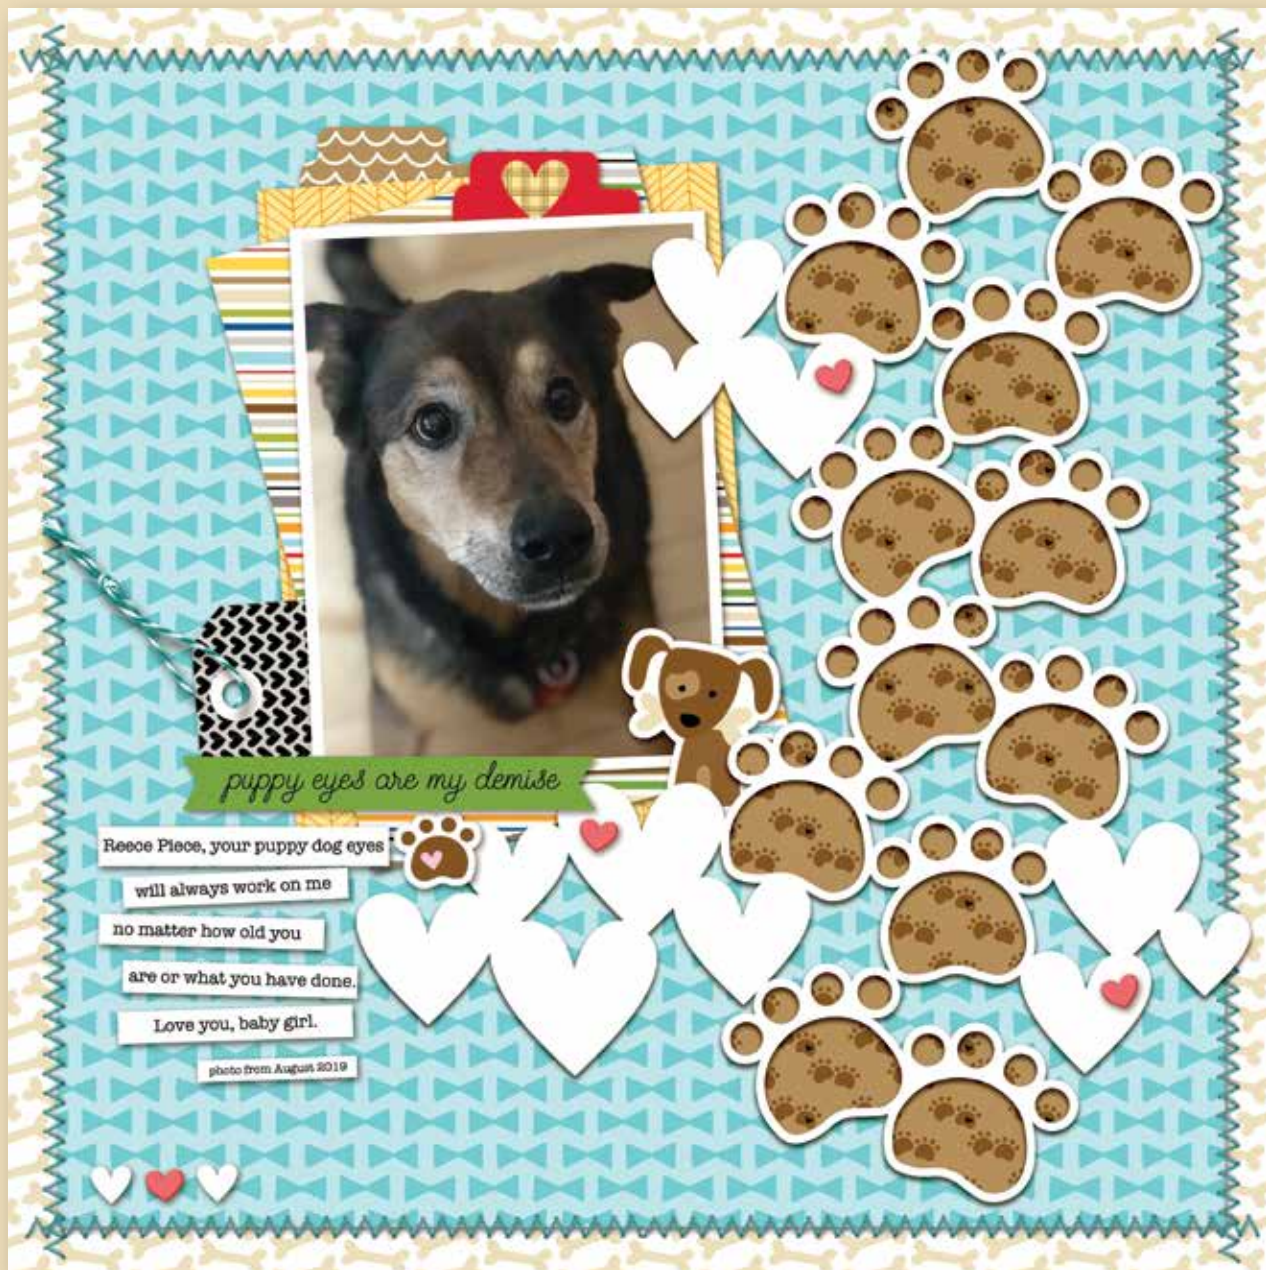 puppy eyes are my demise
Reece Piece, your puppy dog eyes
will always work on me
no matter how old you
are or what you have done.
Love you, baby girl.
photo from August 2019